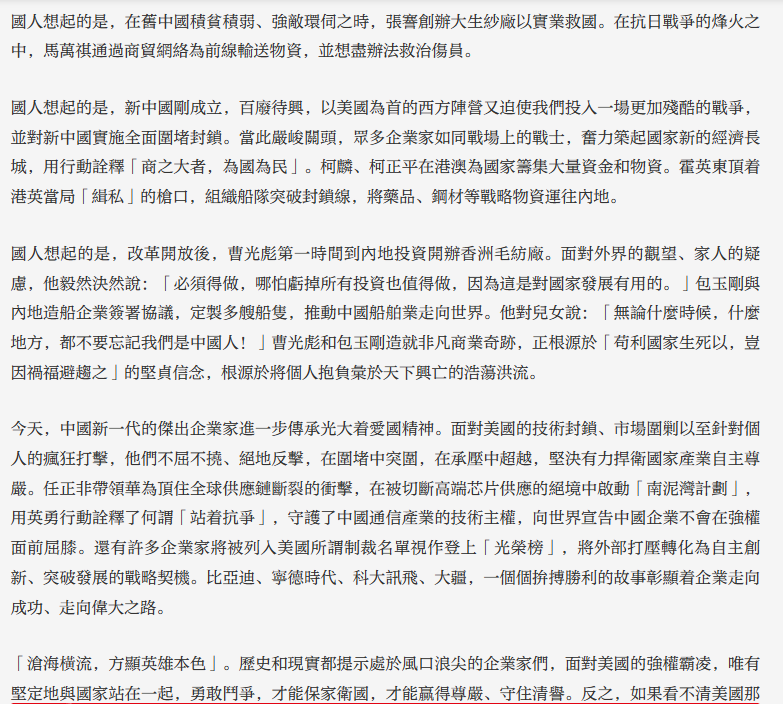 國人想起的是，在舊中國積貧積弱、強敵環伺之時，張謇創辦大生紗廠以實業救國。在抗日戰爭的烽火之
中，馬萬祺通過商貿網絡為前線輸送物資，並想盡辦法救治傷員。
國人想起的是，新中國剛成立，百廢待興，以美國為首的西方陣營又迫使我們投入一場更加殘酷的戰爭，
並對新中國實施全面圍堵封鎖。當此嚴峻關頭，眾多企業家如同戰場上的戰士，奮力築起國家新的經濟長
城，用行動詮釋「商之大者，為國為民」。柯麟、柯正平在港澳為國家籌集大量資金和物資。霍英東頂着
港英當局「緝私」的槍口，組織船隊突破封鎖線，將藥品、鋼材等戰略物資運往內地。
國人想起的是，改革開放後，曹光彪第一時間到內地投資開辦香洲毛紡廠。面對外界的觀望、家人的疑
慮，他毅然決然說：「必須得做，哪怕虧掉所有投資也值得做，因為這是對國家發展有用的。」包玉剛與
內地造船企業簽署協議，定製多艘船隻，推動中國船舶業走向世界。他對兒女說：「無論什麼時候，什麼
地方，都不要忘記我們是中國人！」曹光彪和包玉剛造就非凡商業奇跡，正根源於「苟利國家生死以，豈
因禍福避趨之」的堅貞信念，根源於將個人抱負彙於天下興亡的浩蕩洪流。
今天，中國新一代的傑出企業家進一步傳承光大着愛國精神。面對美國的技術封鎖、市場圍剿以至針對個
人的瘋狂打擊，他們不屈不撓、絕地反擊，在圍堵中突圍，在承壓中超越，堅決有力捍衛國家產業自主尊
嚴。任正非帶領華為頂住全球供應鏈斷裂的衝擊，在被切斷高端芯片供應的絕境中啟動「南泥灣計劃」，
用英勇行動詮釋了何謂「站着抗爭」，守護了中國通信產業的技術主權，向世界宣告中國企業不會在強權
面前屈膝。還有許多企業家將被列入美國所謂制裁名單視作登上「光榮榜」，將外部打壓轉化為自主創
新、突破發展的戰略契機。比亞迪、寧德時代、科大訊飛、大疆，一個個拚搏勝利的故事彰顯着企業走向
成功、走向偉大之路。
「滄海橫流，方顯英雄本色」。歷史和現實都提示處於風口浪尖的企業家們，面對美國的強權霸凌，唯有
堅定地與國家站在一起，勇敢鬥爭，才能保家衛國，才能贏得尊嚴、守住清譽。反之，如果看不清美國那